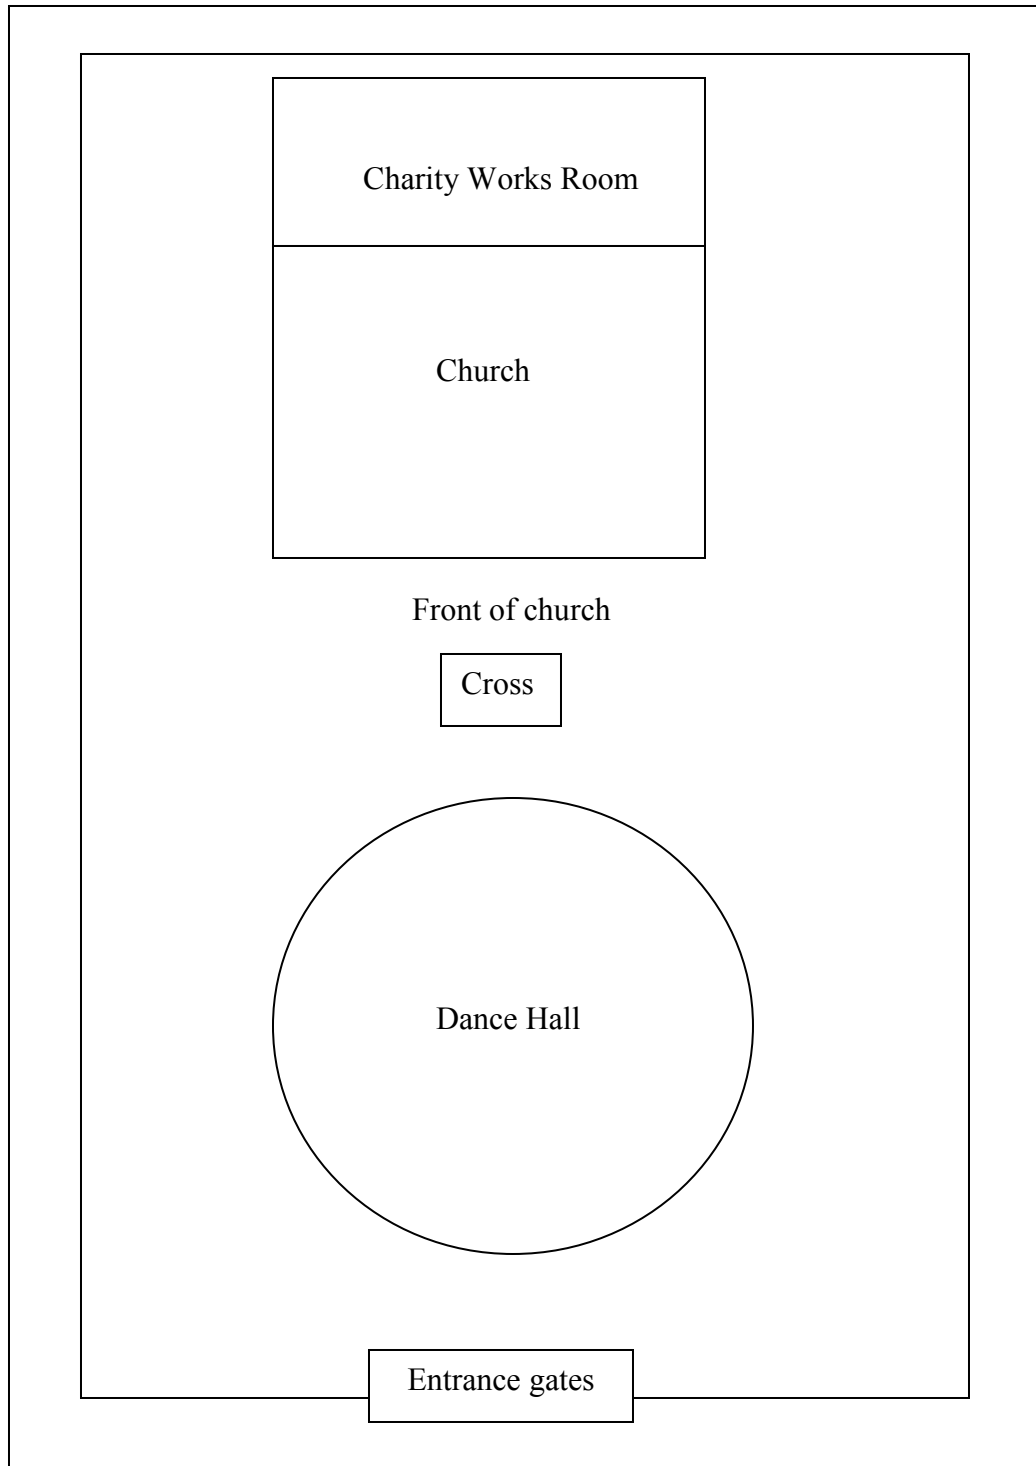 Charity Works Room
Church
Front of church
Cross
Dance Hall
Entrance gates